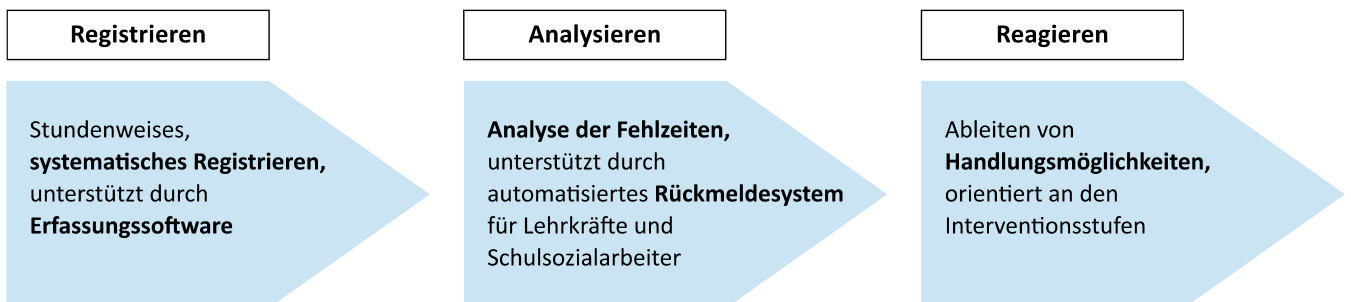 Registrieren
Stundenweises,
systematisches Registrieren,
unterstützt durch
Erfassungssoftware
Analysieren
Analyse der Fehlzeiten,
unterstützt durch
automatisiertes Rückmeldesystem
für Lehrkräfte und
Schulsozialarbeiter
Reagieren
Ableiten von
Handlungsmöglichkeiten,
orientiert an den
Interventionsstufen